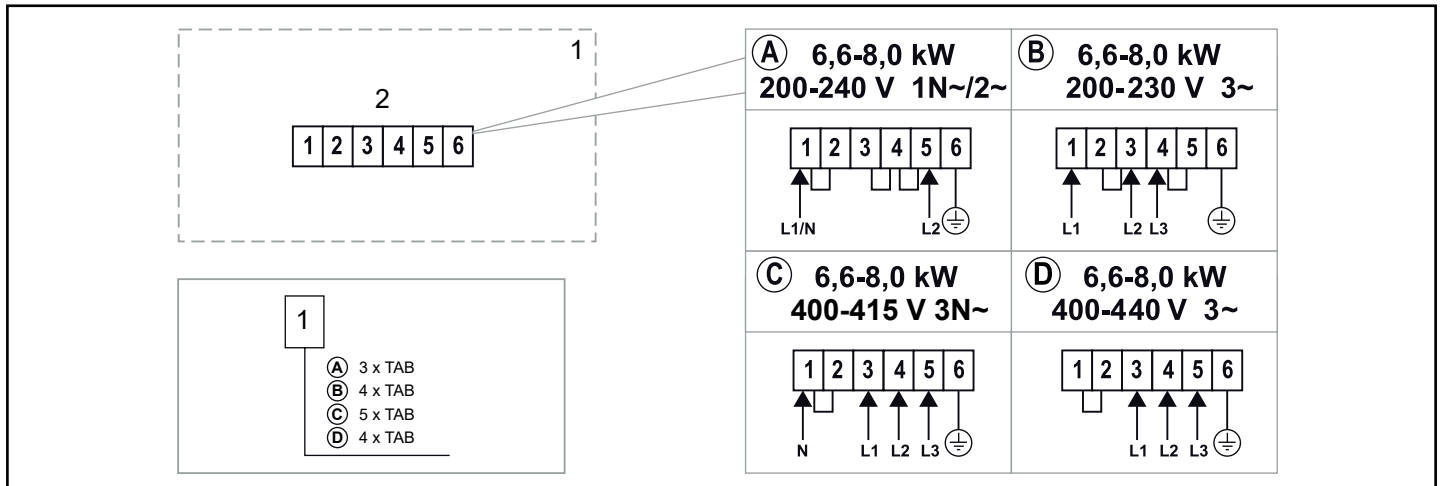 1
2
1 2 3 4 5 6
1
A 3 x TAB
B 4 x TAB
C 5 x TAB
D 4 x TAB
A 6,6-8,0 kW
200-240 V 1N~/2~
1 2 3 4 5 6
L1/N L2
B 6,6-8,0 kW
200-230 V 3~
1 2 3 4 5 6
L1 L2 L3
C 6,6-8,0 kW
400-415 V 3N~
1 2 3 4 5 6
N L1 L2 L3
D 6,6-8,0 kW
400-440 V 3~
1 2 3 4 5 6
L1 L2 L3